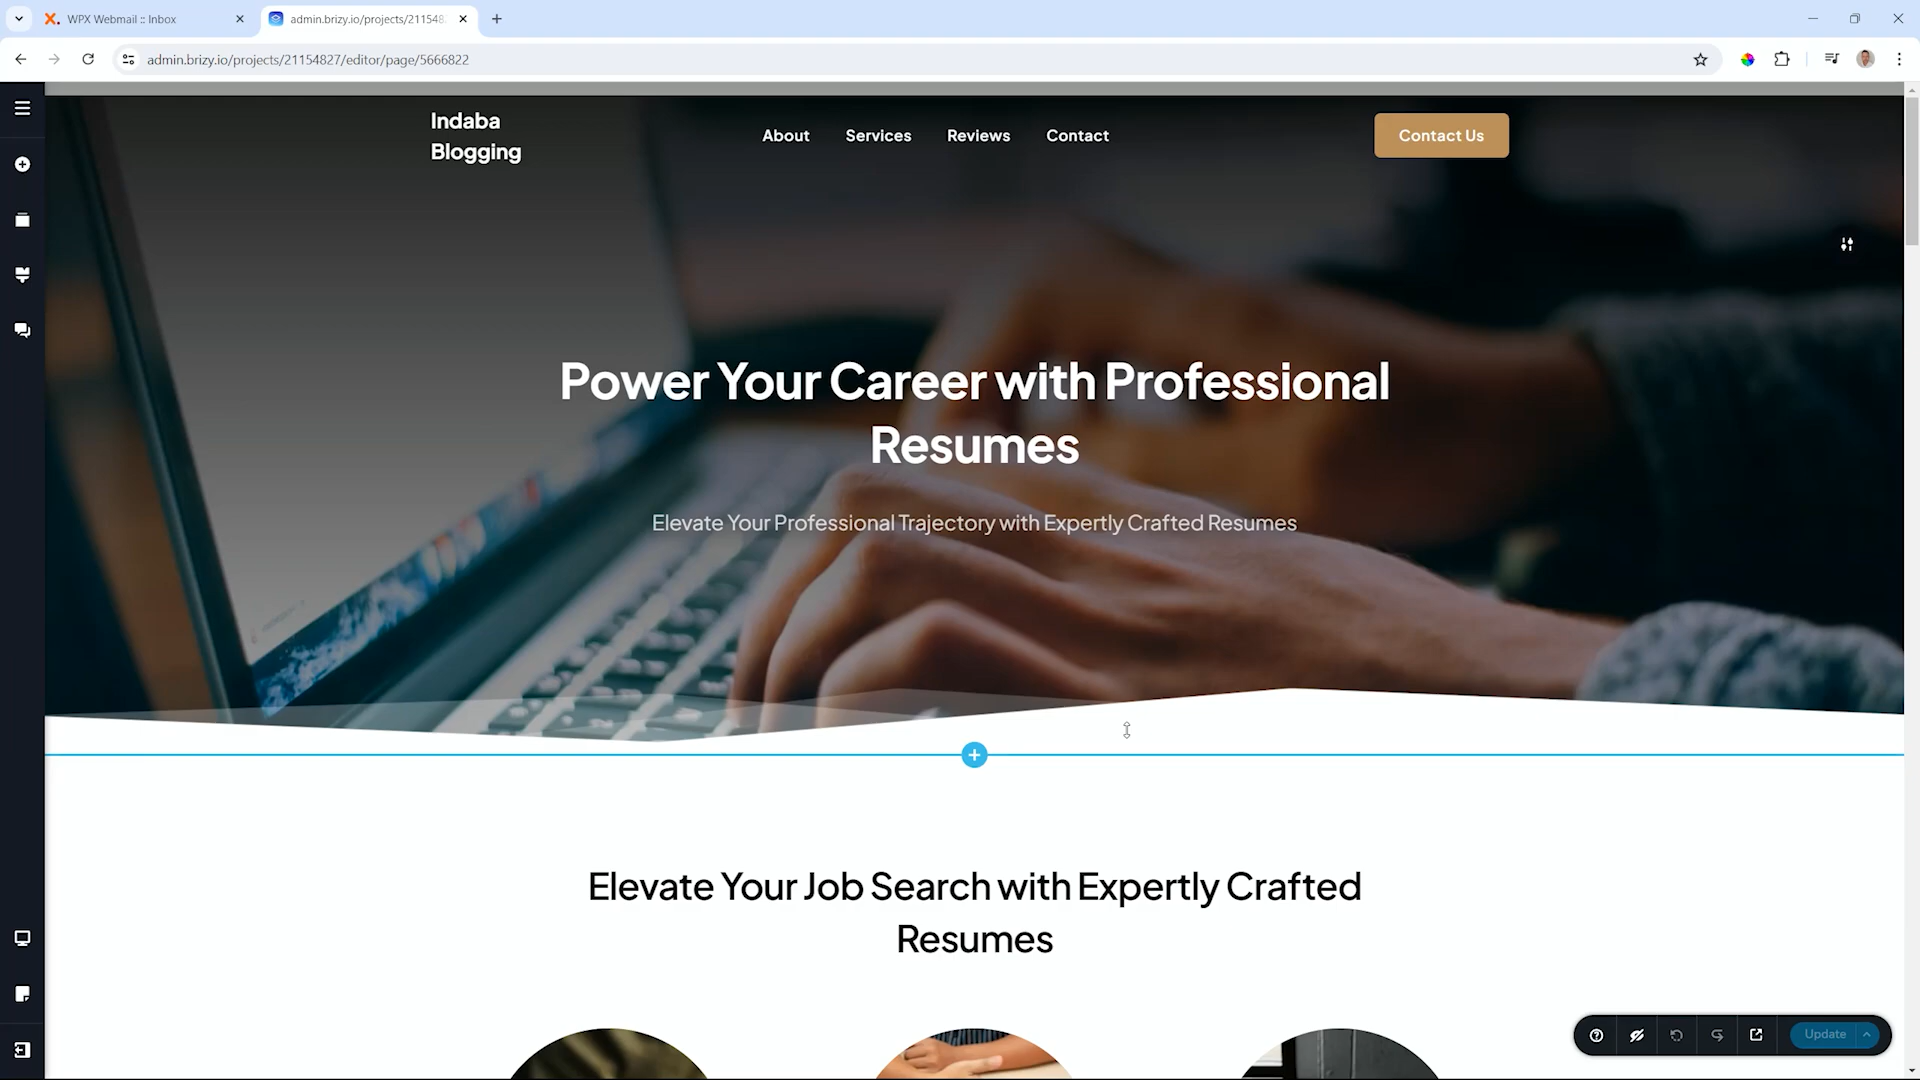 WPX Webmail :: Inbox
admin.brizy.io/projects/211548
admin.brizy.io/projects/21154827/editor/page/5666822
Indaba
Blogging
About
Services
Reviews
Contact
Contact Us
Power Your Career with Professional
Resumes
Elevate Your Professional Trajectory with Expertly Crafted Resumes
Elevate Your Job Search with Expertly Crafted
Resumes
Update